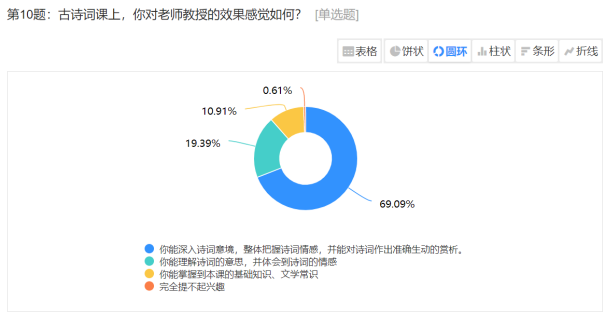 第10题：古诗词课上，你对老师教授的效果感觉如何？ [单选题]
表格 饼状 圆环 柱状 条形 折线
0.61%
10.91%
19.39%
69.09%
你能深入诗词意境，整体把握诗词情感，并能对诗词作出准确生动的赏析。
你能理解诗词的意思，并体会到诗词的情感
你能掌握到本课的基础知识、文学常识
完全提不起兴趣